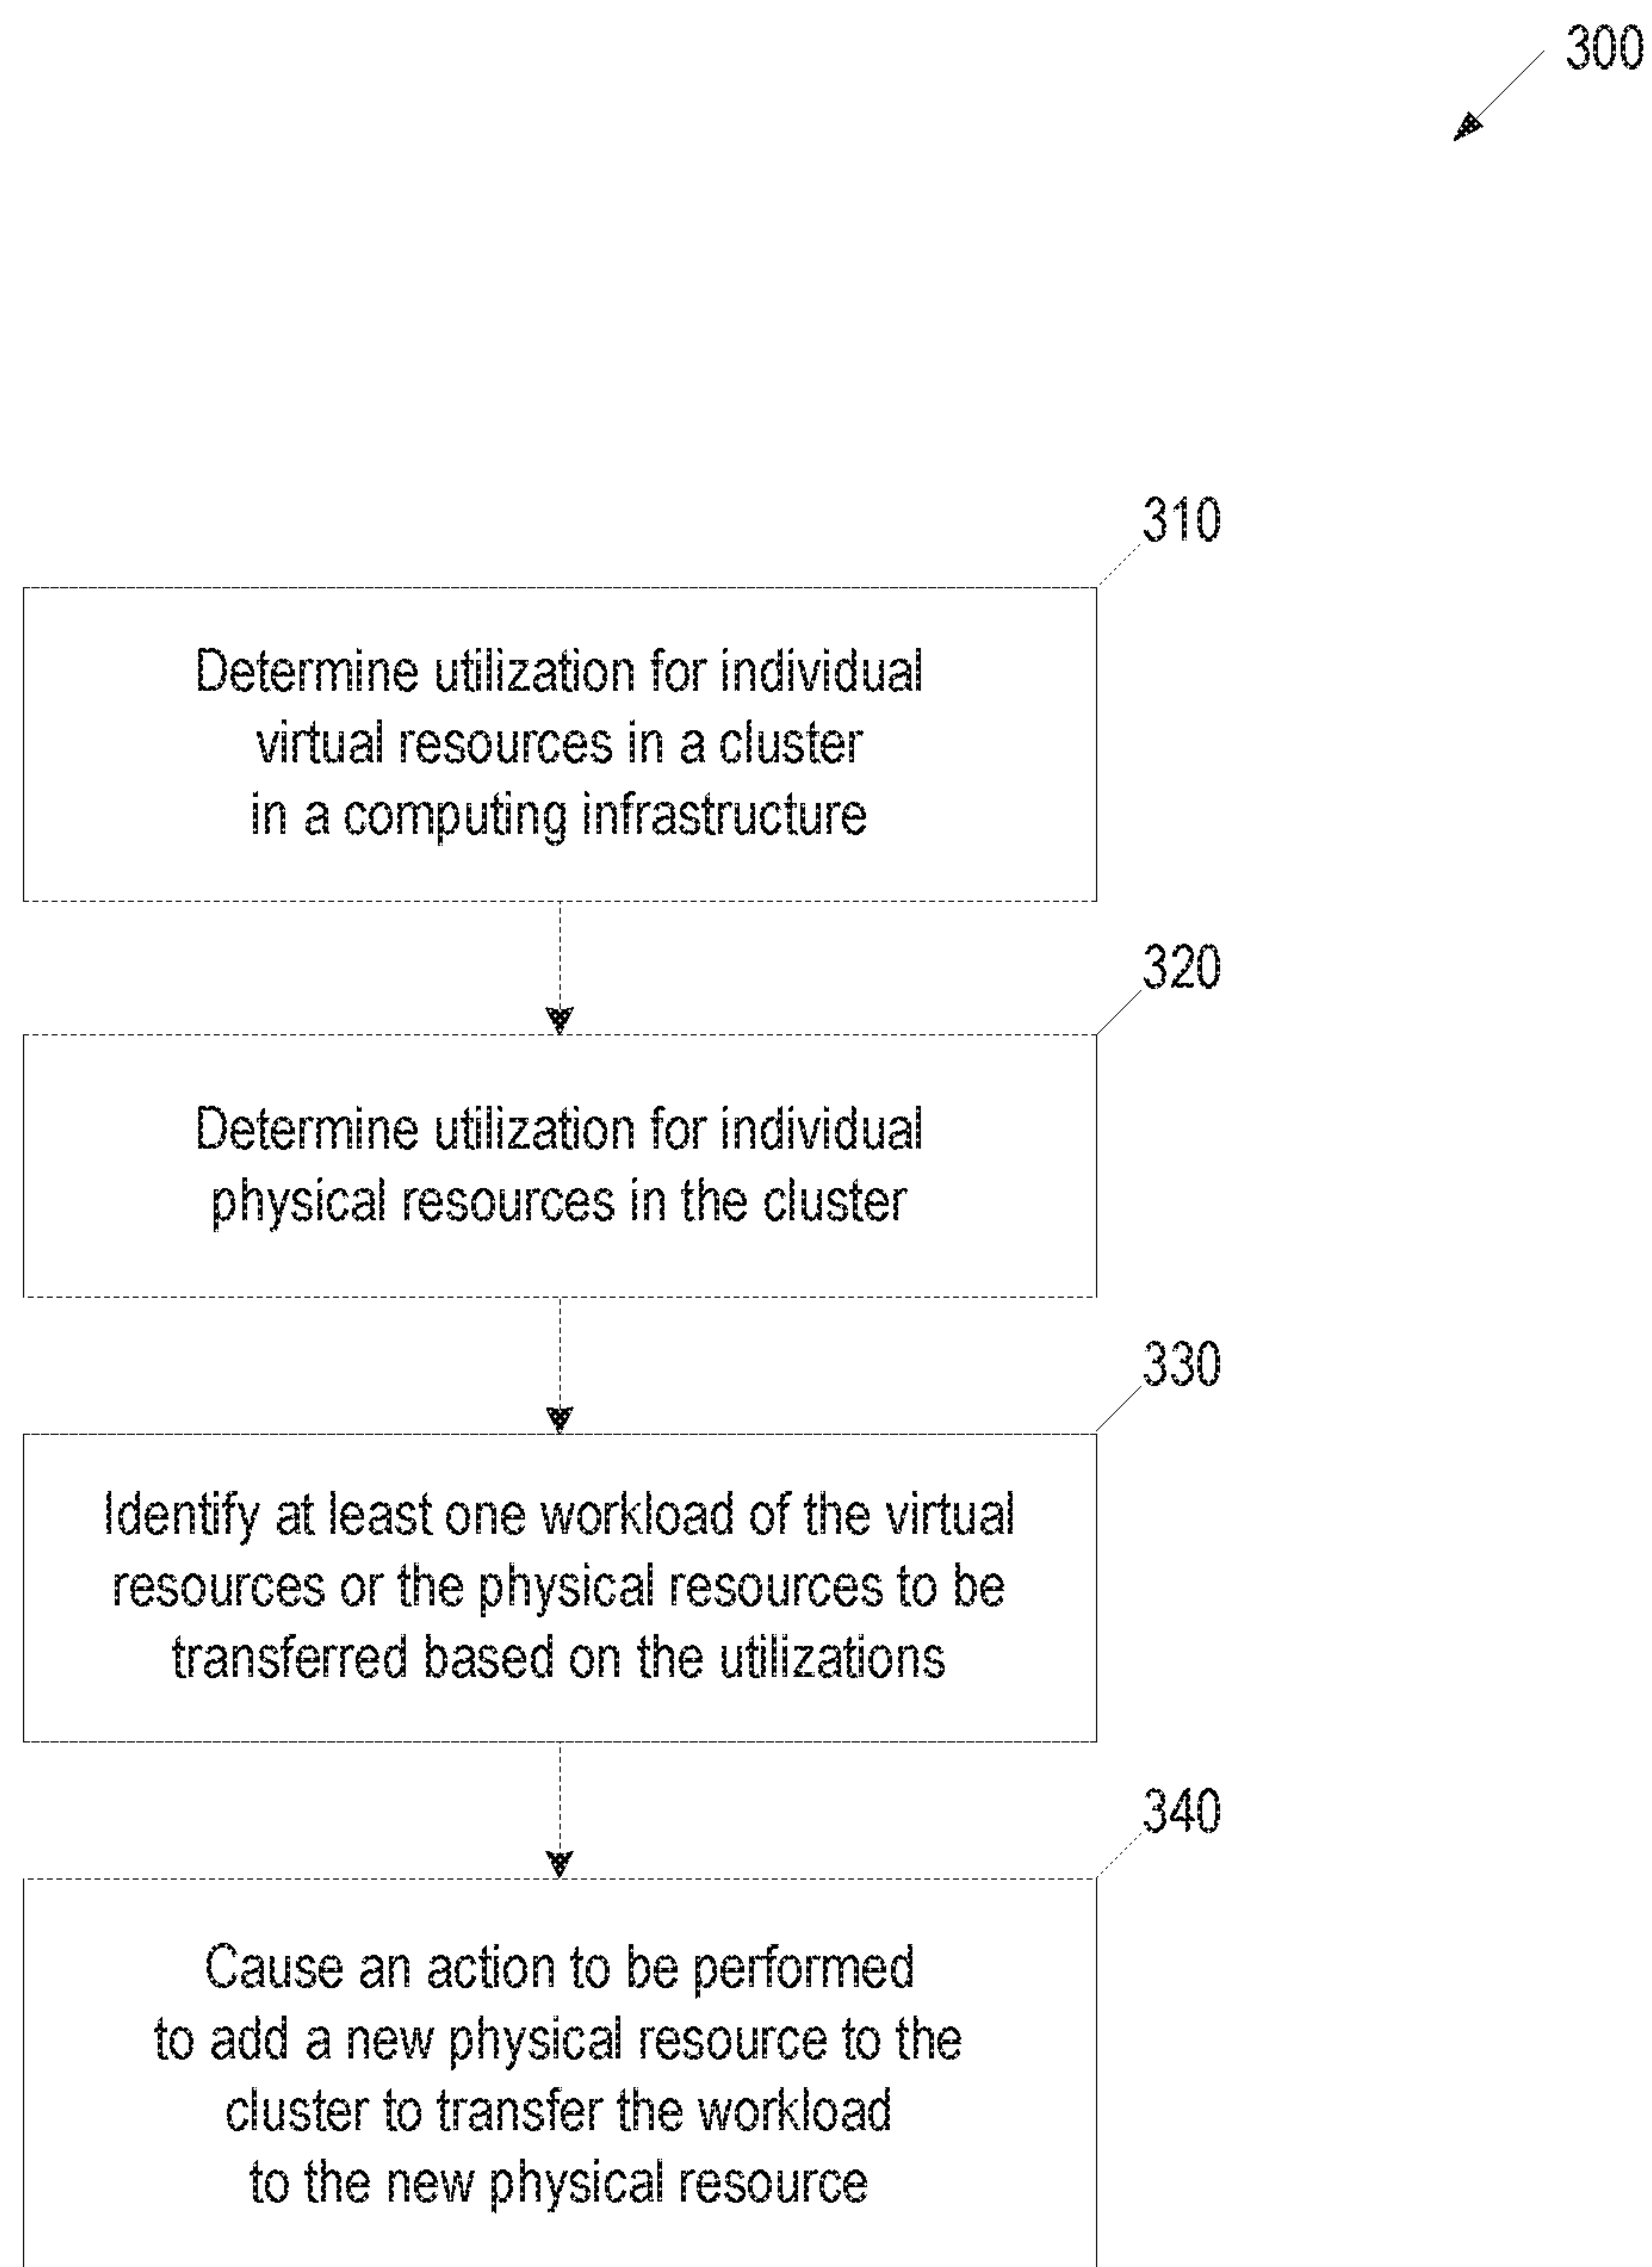 300
310
Determine utilization for individual
virtual resources in a cluster
in a computing infrastructure
320
Determine utilization for individual
physical resources in the cluster
330
Identify at least one workload of the virtual
resources or the physical resources to be
transferred based on the utilizations
340
Cause an action to be performed
to add a new physical resource to the
cluster to transfer the workload
to the new physical resource